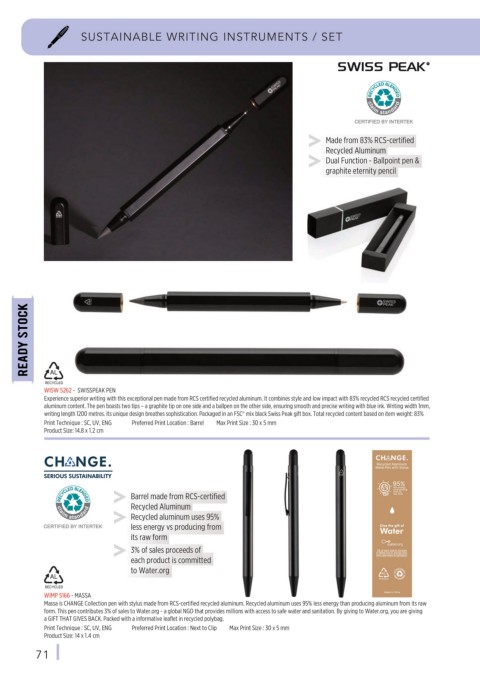 SUSTAINABLE WRITING INSTRUMENTS / SET
SWISS PEAK®
RECYCLED BLENDED
CLAIM STANDARD
CERTIFIED BY INTERTEK
Made from 83% RCS-certified
Recycled Aluminum
Dual Function - Ballpoint pen &
graphite eternity pencil
READY STOCK
AL
RECYCLED
WISW 5262 - SWISSPEAK PEN
Experience superior writing with this exceptional pen made from RCS certified recycled aluminum. It combines style and low impact with 83% recycled RCS recycled certified
aluminum content. The pen boasts two tips – a graphite tip on one side and a ballpen on the other side, ensuring smooth and precise writing with blue ink. Writing width 1mm,
writing length 1200 metres. Its unique design breathes sophistication. Packaged in an FSC® mix black Swiss Peak gift box. Total recycled content based on item weight: 83%
Print Technique : SC, UV, ENG Preferred Print Location : Barrel Max Print Size : 30 x 5 mm
Product Size: 14.8 x 1.2 cm
CHANGE.
SERIOUS SUSTAINABILITY
RECYCLED BLENDED
CLAIM STANDARD
CERTIFIED BY INTERTEK
Barrel made from RCS-certified
Recycled Aluminum
Recycled aluminum uses 95%
less energy vs producing from
its raw form
3% of sales proceeds of
each product is committed
to Water.org
CHANGE.
95%
Give the gift of
Water
AL
RECYCLED
WIMP 5166 - MASSA
Massa is CHANGE Collection pen with stylus made from RCS-certified recycled aluminum. Recycled aluminum uses 95% less energy than producing aluminum from its raw
form. This pen contributes 3% of sales to Water.org - a global NGO that provides millions with access to safe water and sanitation. By giving to Water.org, you are giving
a GIFT THAT GIVES BACK. Packed with a informative leaflet in recycled polybag.
Print Technique : SC, UV, ENG Preferred Print Location : Next to Clip Max Print Size : 30 x 5 mm
Product Size: 14 x 1.4 cm
71